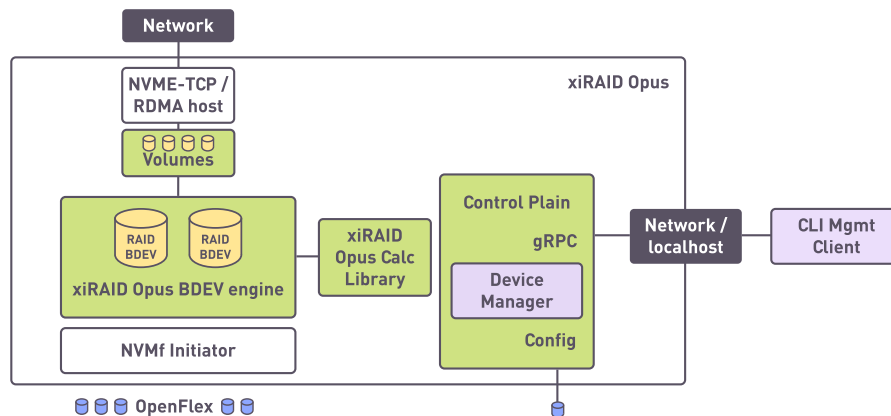 Network
xiRAID Opus
NVME-TCP /
RDMA host
Volumes
RAID
BDEV
RAID
BDEV
xiRAID Opus BDEV engine
xiRAID
Opus Calc
Library
Control Plain
gRPC
Device
Manager
Config
Network /
localhost
CLI Mgmt
Client
NVMf Initiator
OpenFlex